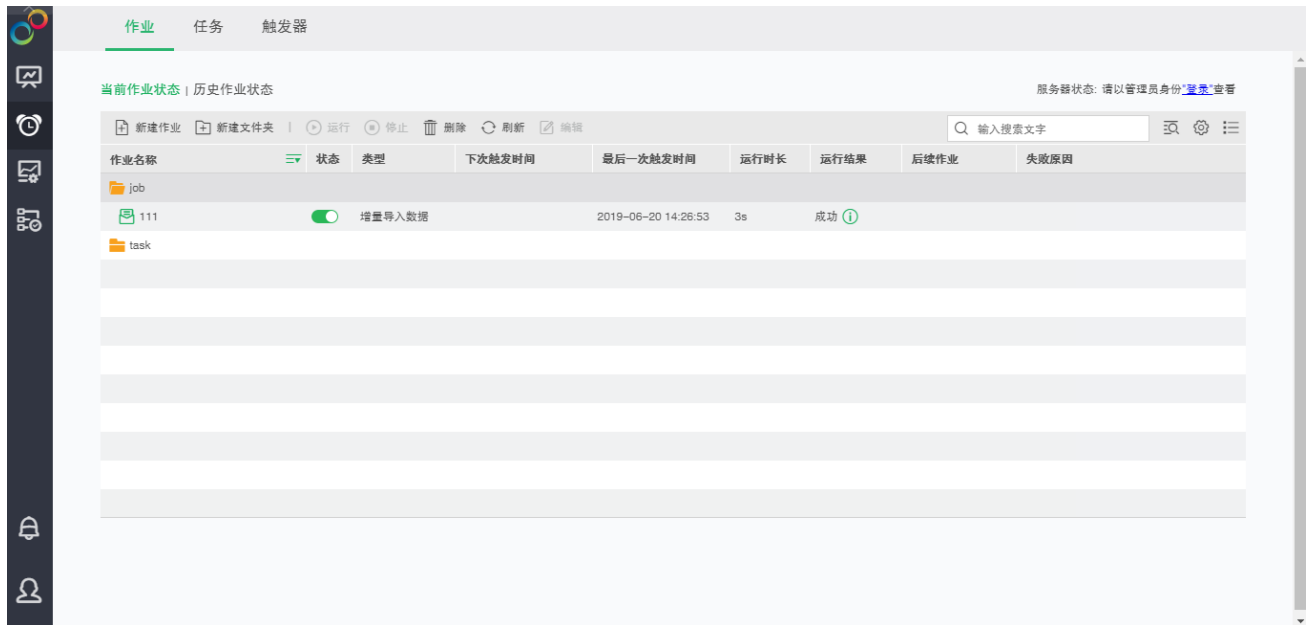 作业 任务 触发器
当前作业状态 | 历史作业状态 服务器状态: 请以管理员身份"登录"查看
新建作业 新建文件夹 | 运行 停止 删除 刷新 编辑 输入搜索文字
作业名称 状态 类型 下次触发时间 最后一次触发时间 运行时长 运行结果 后续作业 失败原因
job
111 增量导入数据 2019-06-20 14:26:53 3s 成功
task